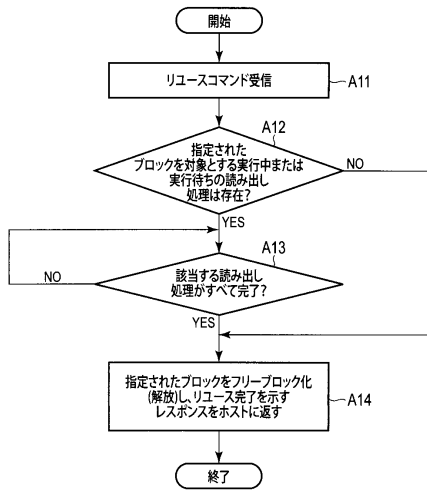 開始
リユースコマンド受信
A11
A12
指定された
ブロックを対象とする実行中または
実行待ちの読み出し
処理は存在?
NO
YES
A13
該当する読み出し
処理がすべて完了?
NO
YES
指定されたブロックをフリーブロック化
(解放)し、リユース完了を示す
レスポンスをホストに返す
A14
終了